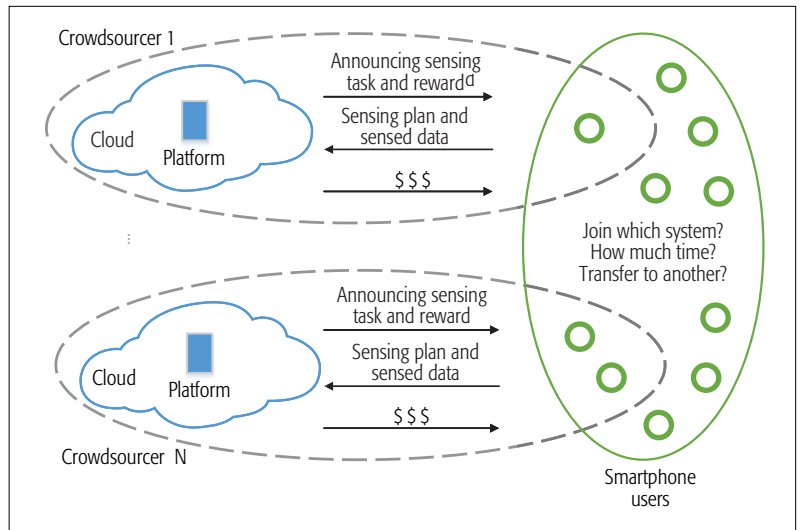 Crowdsourcer 1
Announcing sensing
task and rewardd
Sensing plan and
sensed data
Cloud
Platform
$ $ $
...
Join which system?
How much time?
Transfer to another?
Announcing sensing
task and reward
Sensing plan and
sensed data
Cloud
Platform
$ $ $
Crowdsourcer N
Smartphone
users